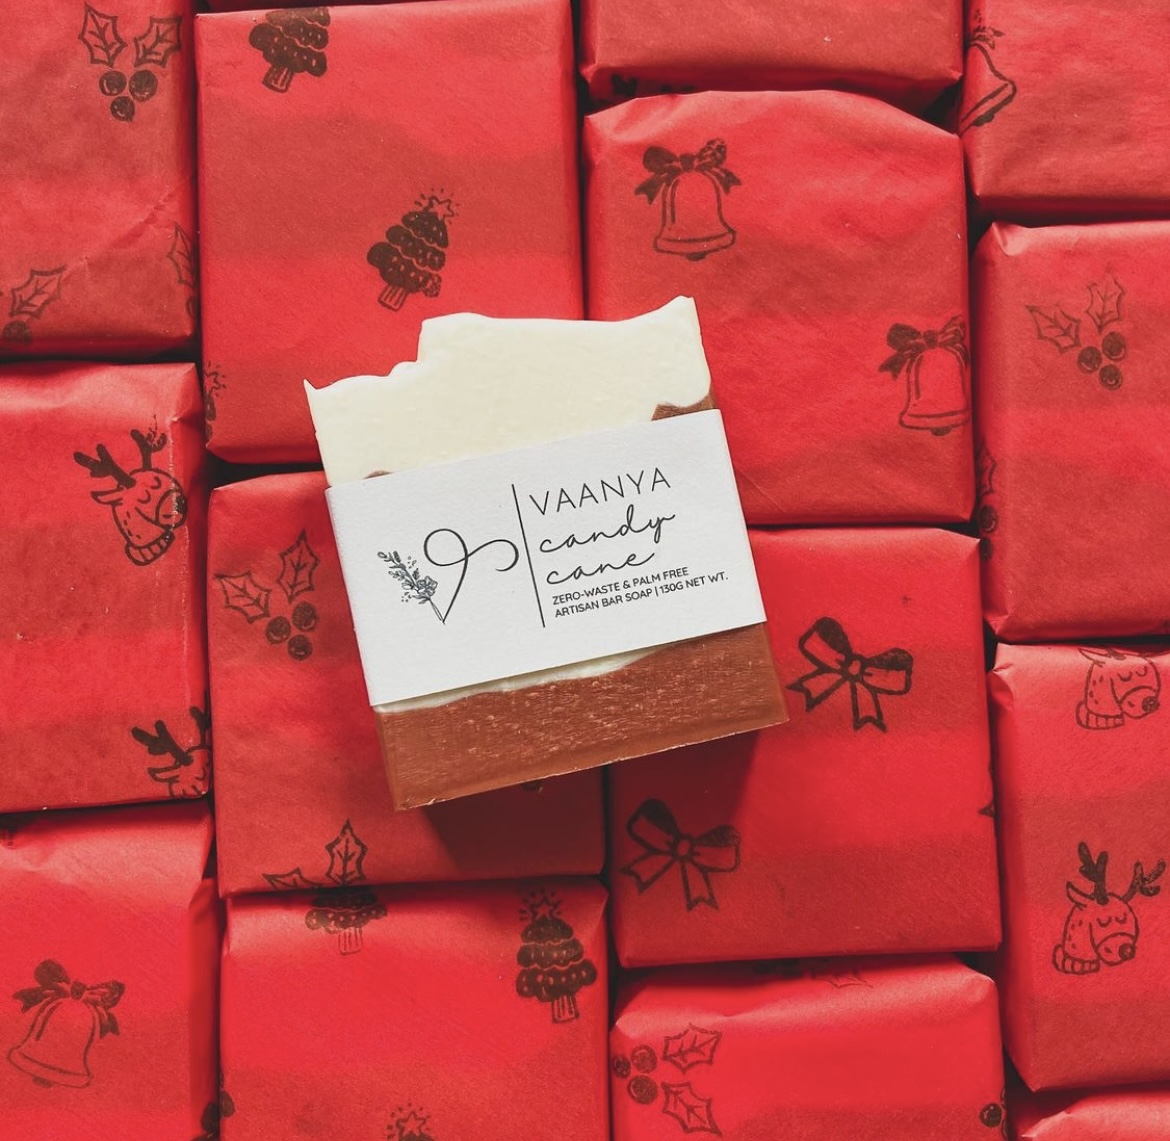 VAANYA
candy
cane
ZERO-WASTE & PALM FREE
ARTISAN BAR SOAP | 130G NET WT.